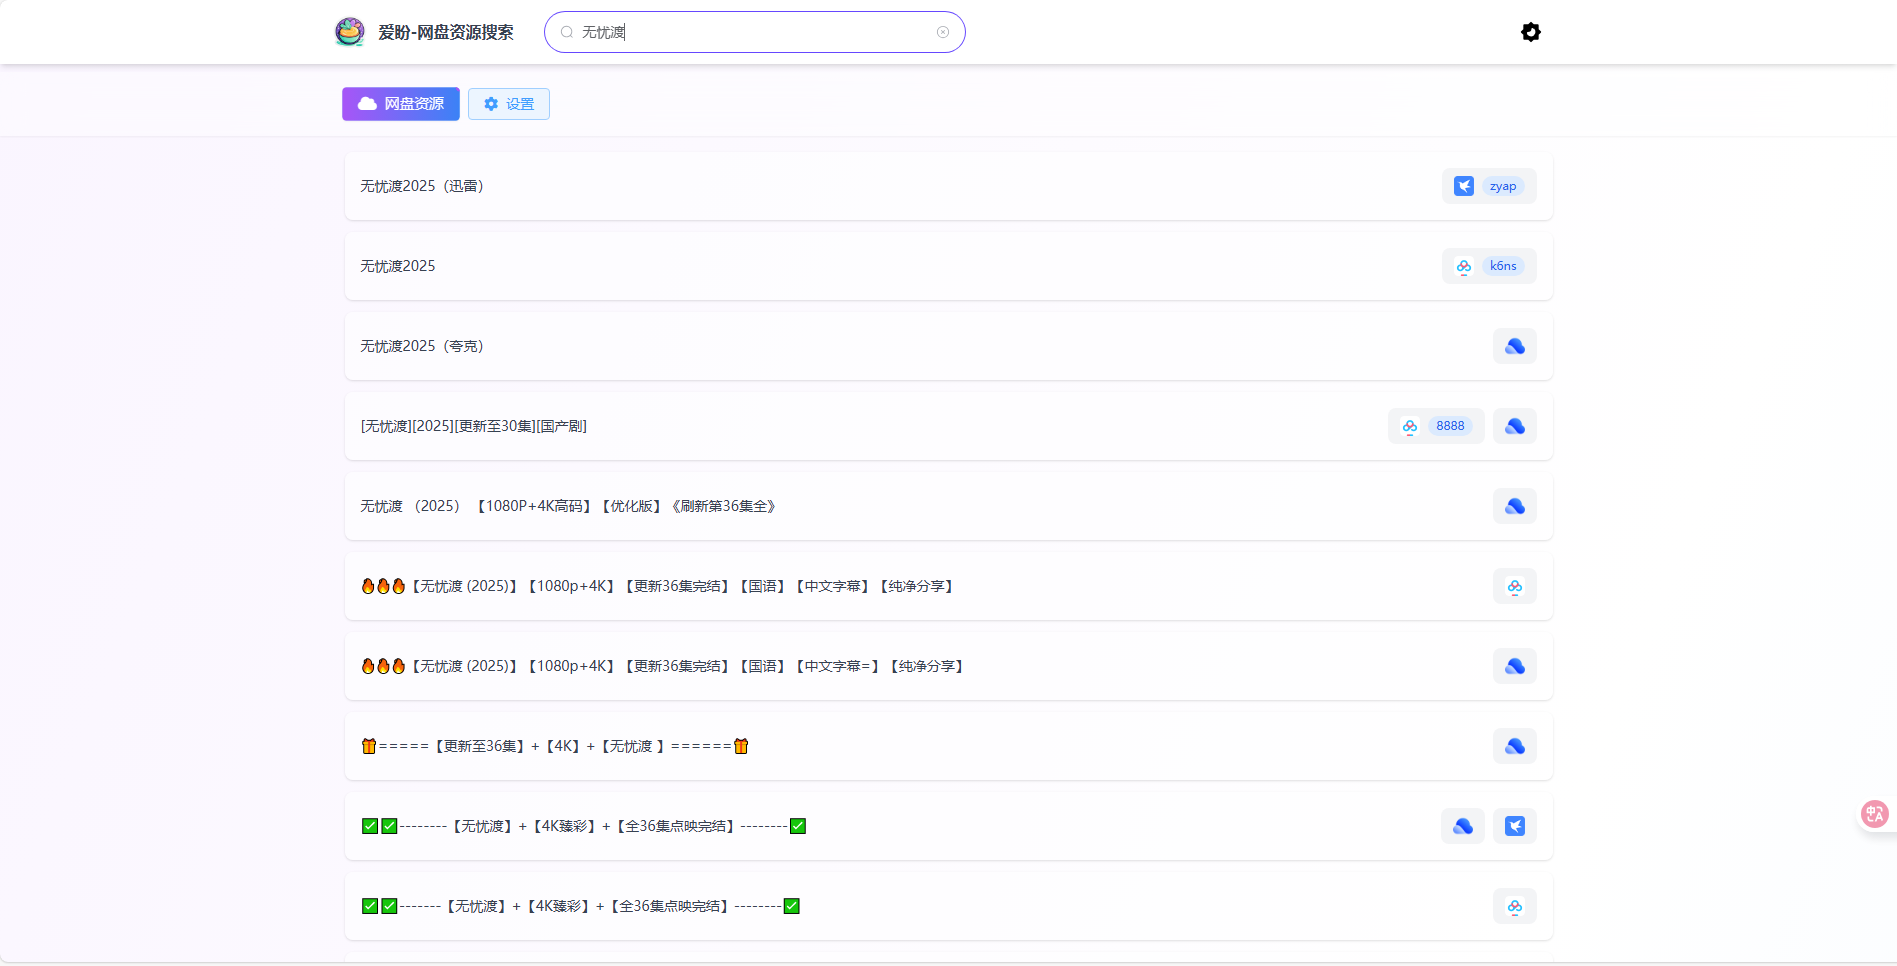 爱盼-网盘资源搜索
无忧渡
网盘资源
设置
无忧渡2025（迅雷）
zyap
无忧渡2025
k6ns
无忧渡2025（夸克）
[无忧渡][2025][更新至30集][国产剧]
8888
无忧渡 （2025） 【1080P+4K高码】【优化版】《刷新第36集全》
🔥🔥🔥【无忧渡 (2025)】【1080p+4K】【更新36集完结】【国语】【中文字幕】【纯净分享】
🔥🔥🔥【无忧渡 (2025)】【1080p+4K】【更新36集完结】【国语】【中文字幕=】【纯净分享】
🎁=====【更新至36集】+【4K】+【无忧渡 】======🎁
✅✅--------【无忧渡】+【4K臻彩】+【全36集点映完结】--------✅
✅✅-------【无忧渡】+【4K臻彩】+【全36集点映完结】--------✅